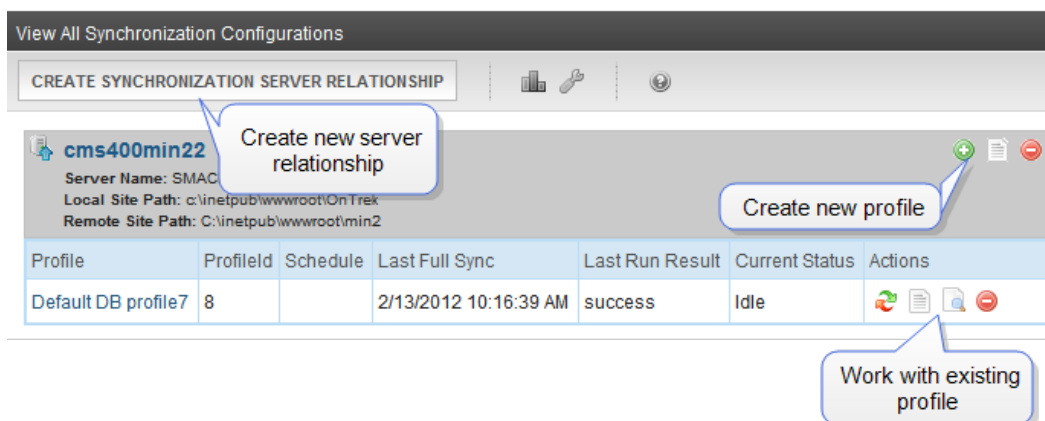 View All Synchronization Configurations
CREATE SYNCHRONIZATION SERVER RELATIONSHIP
Create new server
relationship
cms400min22
Server Name: SMAC
Local Site Path: c:\inetpub\wwwroot\OnTrek
Remote Site Path: C:\inetpub\wwwroot\min2
Create new profile
Profile ProfileId Schedule Last Full Sync Last Run Result Current Status Actions
Default DB profile7 8 2/13/2012 10:16:39 AM success Idle
Work with existing
profile